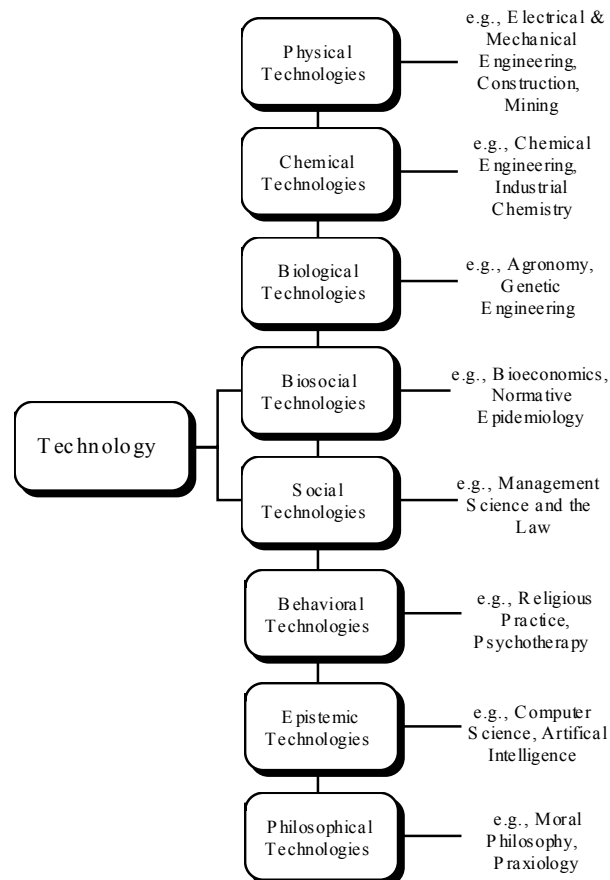 Physical
Technologies
e.g., Electrical &
Mechanical
Engineering,
Construction,
Mining
Chemical
Technologies
e.g., Chemical
Engineering,
Industrial
Chemistry
Biological
Technologies
e.g., Agronomy,
Genetic
Engineering
Technology
Biosocial
Technologies
e.g., Bioeconomics,
Normative
Epidemiology
Social
Technologies
e.g., Management
Science and the
Law
Behavioral
Technologies
e.g., Religious
Practice,
Psychotherapy
Epistemic
Technologies
e.g., Computer
Science, Artifical
Intelligence
Philosophical
Technologies
e.g., Moral
Philosophy,
Praxiology